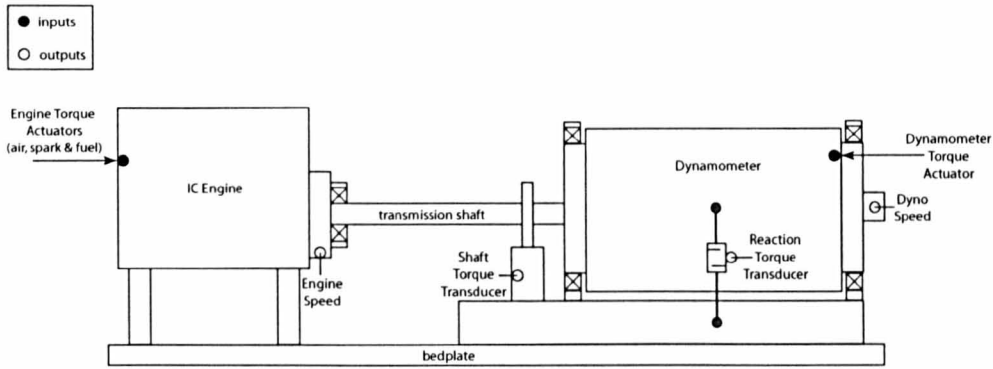 inputs
outputs
Engine Torque
Actuators
(air, spark & fuel)
IC Engine
Engine
Speed
transmission shaft
Shaft
Torque
Transducer
Dynamometer
Reaction
Torque
Transducer
Dynamometer
Torque
Actuator
Dyno
Speed
bedplate